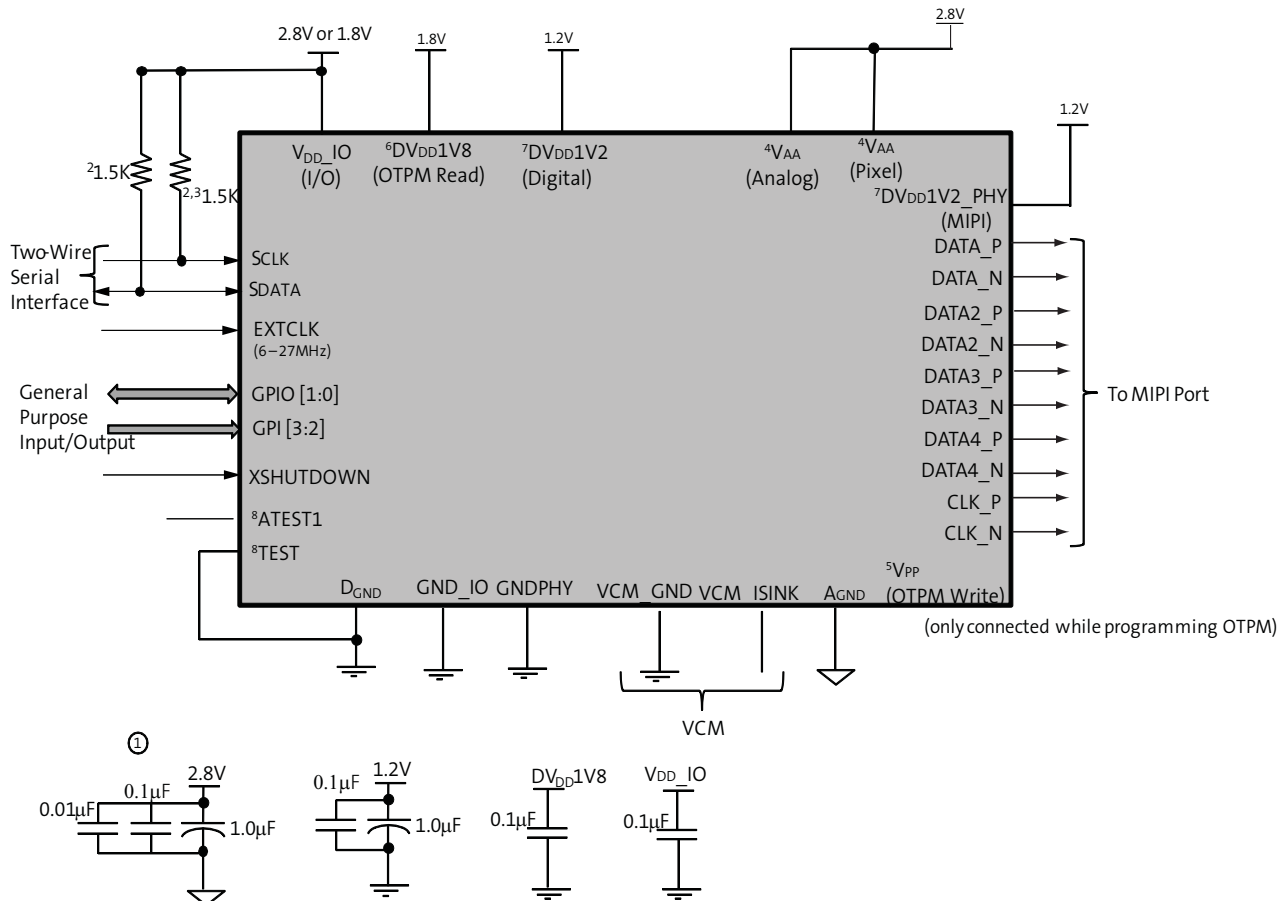 2.8V or 1.8V
1.8V
1.2V
2.8V
1.2V
VDD_IO
(I/O)
⁶DVDD1V8
(OTPM Read)
⁷DVDD1V2
(Digital)
⁴VAA
(Analog)
⁴VAA
(Pixel)
⁷DVDD1V2_PHY
(MIPI)
²1.5K
²,³1.5K
Two-Wire
Serial
Interface
SCLK
SDATA
EXTCLK
(6–27MHz)
General
Purpose
Input/Output
GPIO [1:0]
GPI [3:2]
XSHUTDOWN
⁸ATEST1
⁸TEST
DATA_P
DATA_N
DATA2_P
DATA2_N
DATA3_P
DATA3_N
DATA4_P
DATA4_N
CLK_P
CLK_N
To MIPI Port
DGND
GND_IO
GNDPHY
VCM_GND
VCM ISINK
AGND
⁵VPP
(OTPM Write)
(only connected while programming OTPM)
VCM
①
2.8V
0.01µF
0.1µF
1.0µF
1.2V
0.1µF
1.0µF
DVDD1V8
0.1µF
VDD_IO
0.1µF